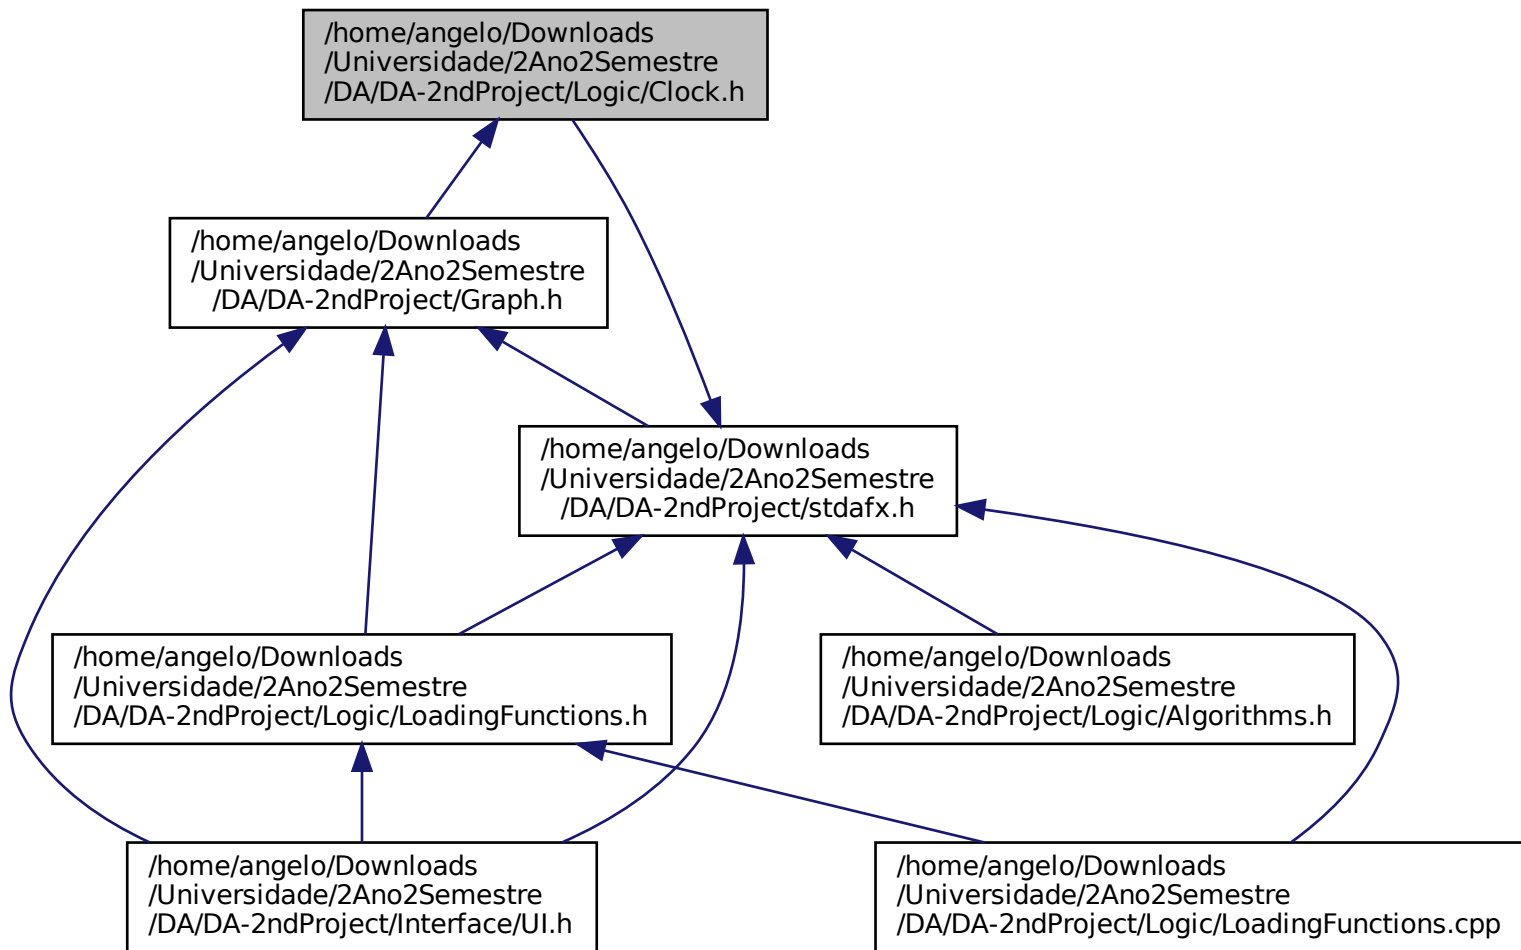 /home/angelo/Downloads
/Universidade/2Ano2Semestre
/DA/DA-2ndProject/Logic/Clock.h
/home/angelo/Downloads
/Universidade/2Ano2Semestre
/DA/DA-2ndProject/Graph.h
/home/angelo/Downloads
/Universidade/2Ano2Semestre
/DA/DA-2ndProject/stdafx.h
/home/angelo/Downloads
/Universidade/2Ano2Semestre
/DA/DA-2ndProject/Logic/LoadingFunctions.h
/home/angelo/Downloads
/Universidade/2Ano2Semestre
/DA/DA-2ndProject/Logic/Algorithms.h
/home/angelo/Downloads
/Universidade/2Ano2Semestre
/DA/DA-2ndProject/Interface/UI.h
/home/angelo/Downloads
/Universidade/2Ano2Semestre
/DA/DA-2ndProject/Logic/LoadingFunctions.cpp